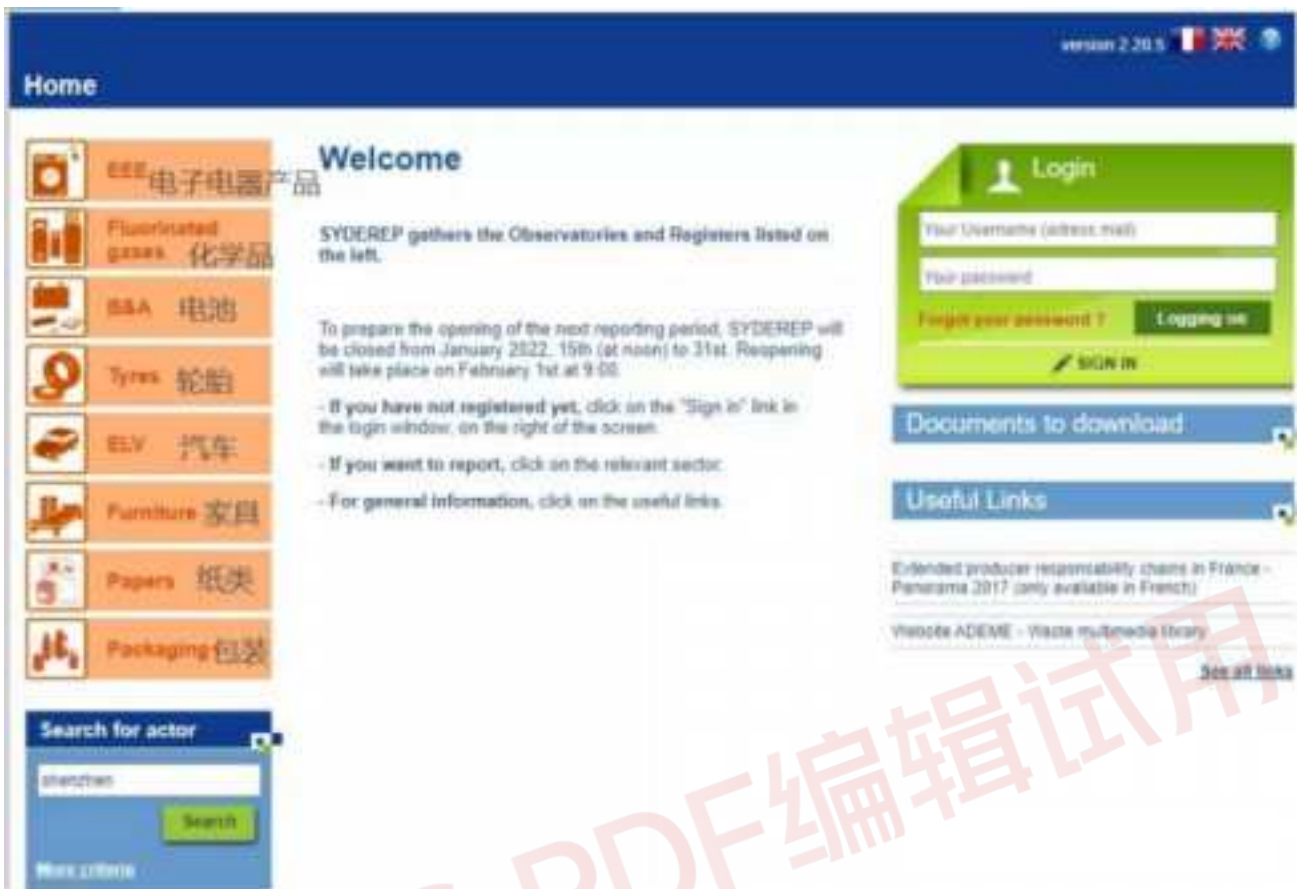 version 2.20.5
Home
EEE 电子电器产品
Fluorinated
gases 化学品
B&A 电池
Tyres 轮胎
ELV 汽车
Furniture 家具
Papers 纸类
Packaging 包装
Search for actor
shenzhen
Search
More criteria
Welcome
SYDEREP gathers the Observatories and Registers listed on
the left.
To prepare the opening of the next reporting period, SYDEREP will
be closed from January 2022, 15th (at noon) to 31st. Reopening
will take place on February 1st at 9:00.
- If you have not registered yet, click on the "Sign in" link in
the login window, on the right of the screen.
- If you want to report, click on the relevant sector.
- For general information, click on the useful links.
Login
Your Username (adress mail)
Your password
Forgot your password ?
Logging on
SIGN IN
Documents to download
Useful Links
Extended producer responsability chains in France -
Panorama 2017 (only available in French)
Website ADEME - Waste multimedia library
See all links
PDF编辑试用